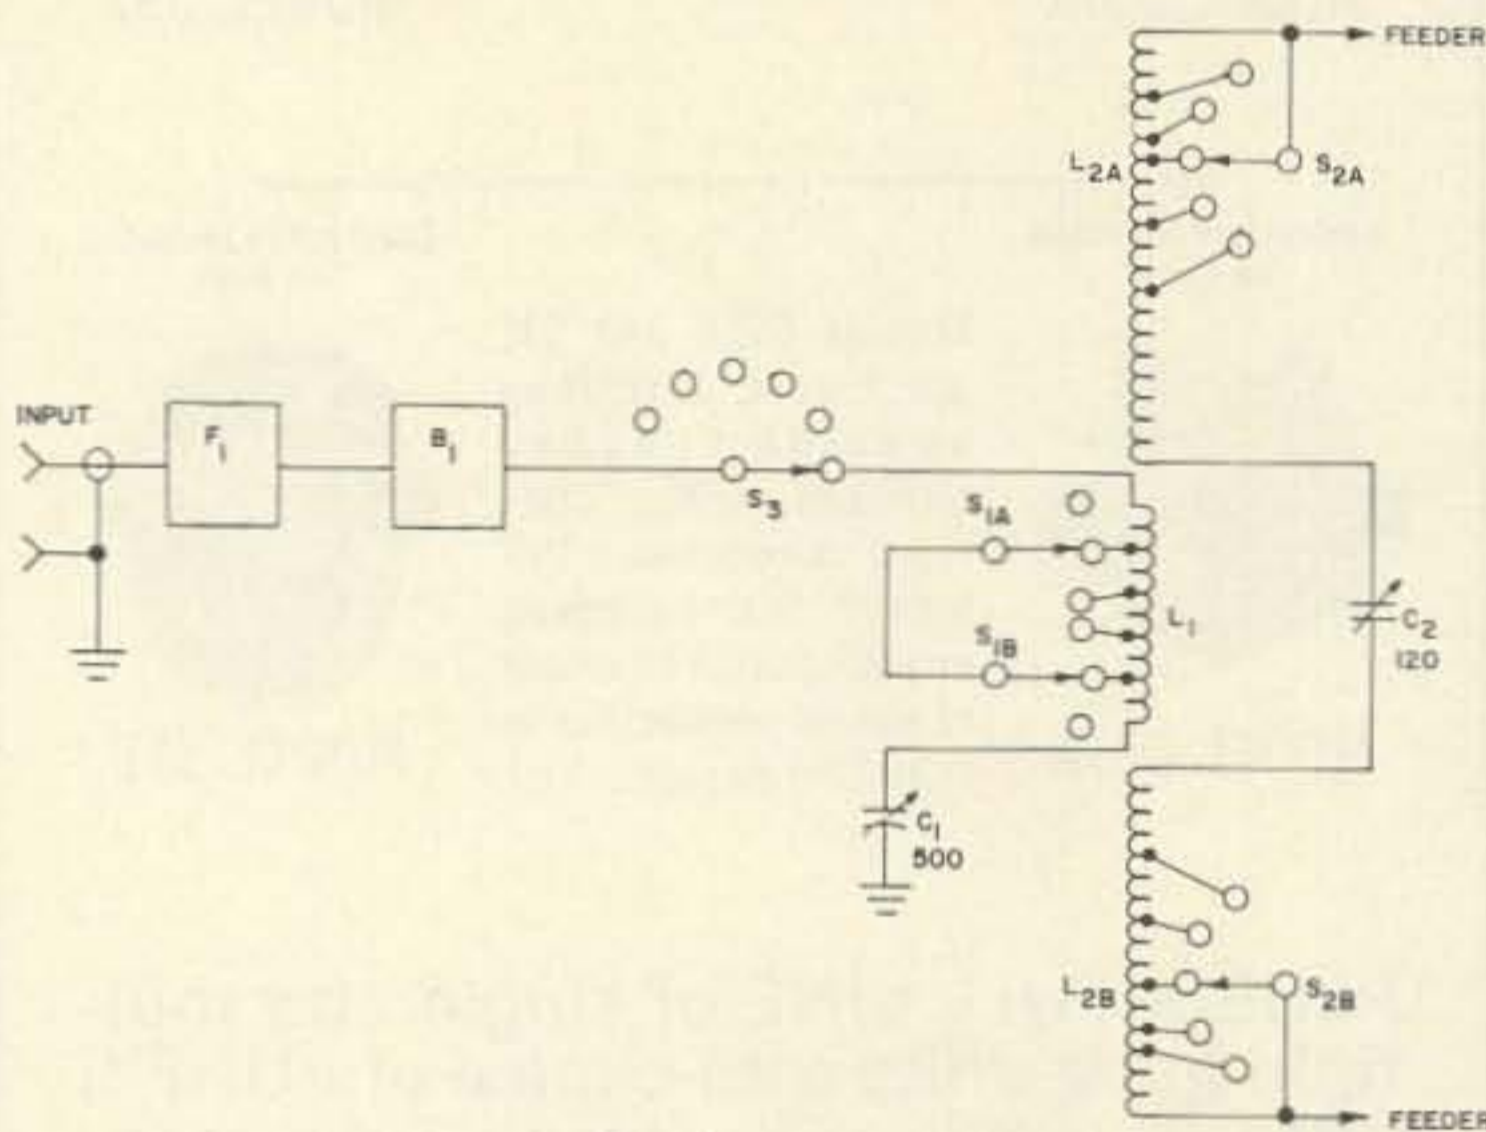 FEEDER
L2A
S2A
INPUT
F1
B1
S3
S1A
L1
S1B
C2
120
C1
500
L2B
S2B
FEEDER